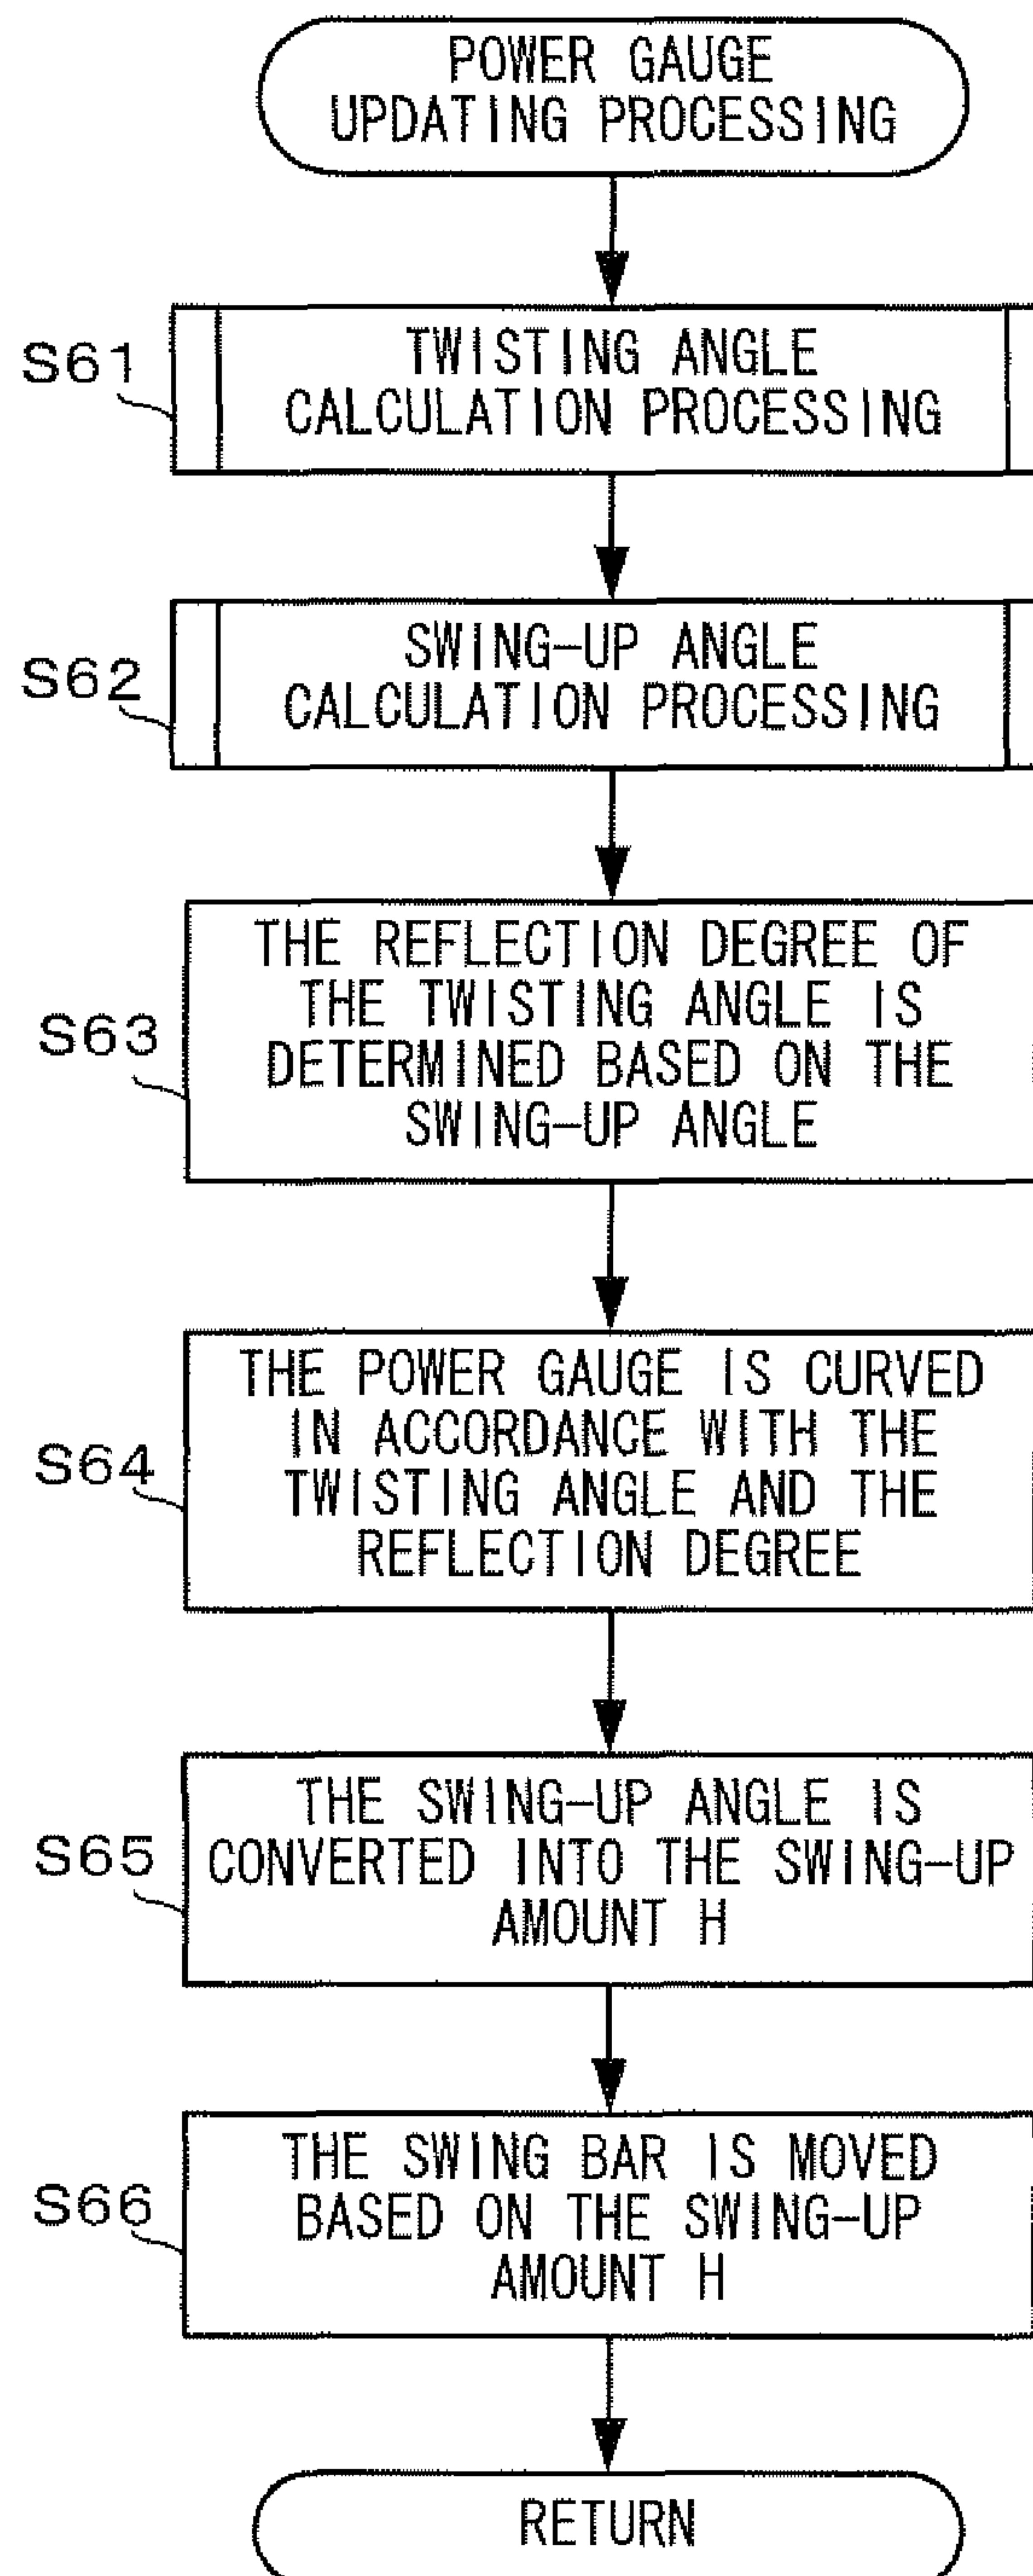 POWER GAUGE
UPDATING PROCESSING
S61
TWISTING ANGLE
CALCULATION PROCESSING
S62
SWING-UP ANGLE
CALCULATION PROCESSING
S63
THE REFLECTION DEGREE OF
THE TWISTING ANGLE IS
DETERMINED BASED ON THE
SWING-UP ANGLE
S64
THE POWER GAUGE IS CURVED
IN ACCORDANCE WITH THE
TWISTING ANGLE AND THE
REFLECTION DEGREE
S65
THE SWING-UP ANGLE IS
CONVERTED INTO THE SWING-UP
AMOUNT H
S66
THE SWING BAR IS MOVED
BASED ON THE SWING-UP
AMOUNT H
RETURN